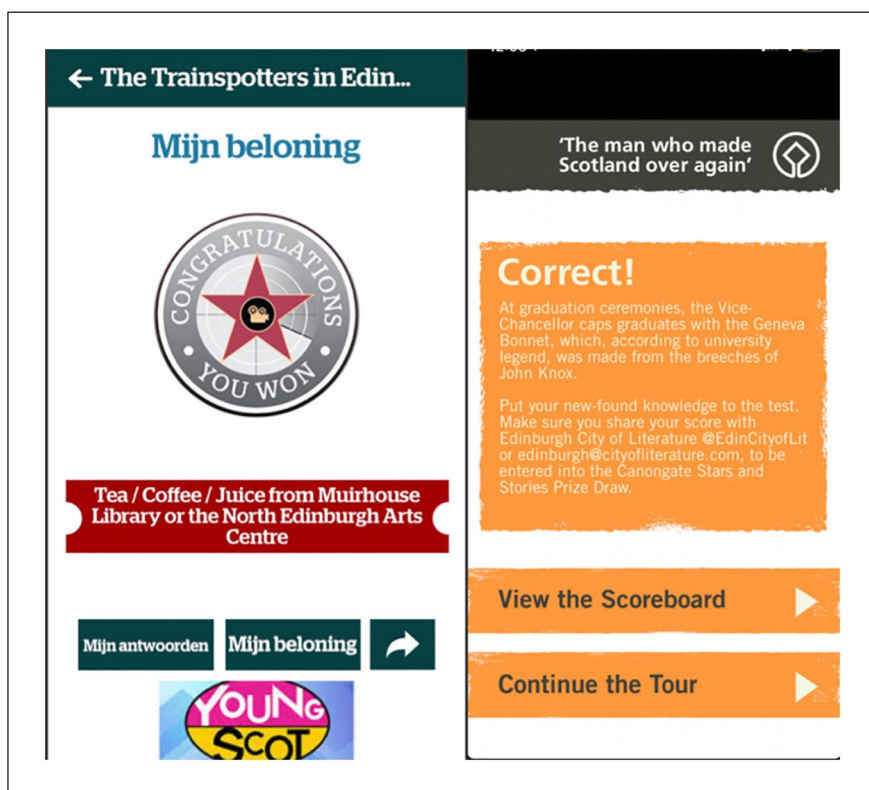 ← The Trainspotters in Edin...
Mijn beloning
CONGRATULATIONS
• YOU WON •
Tea / Coffee / Juice from Muirhouse
Library or the North Edinburgh Arts
Centre
Mijn antwoorden
Mijn beloning
YOUNG
SCOT
‘The man who made
Scotland over again’
Correct!
At graduation ceremonies, the Vice-
Chancellor caps graduates with the Geneva
Bonnet, which, according to university
legend, was made from the breeches of
John Knox.
Put your new-found knowledge to the test.
Make sure you share your score with
Edinburgh City of Literature @EdinCityofLit
or edinburgh@cityofliterature.com, to be
entered into the Canongate Stars and
Stories Prize Draw.
View the Scoreboard
Continue the Tour